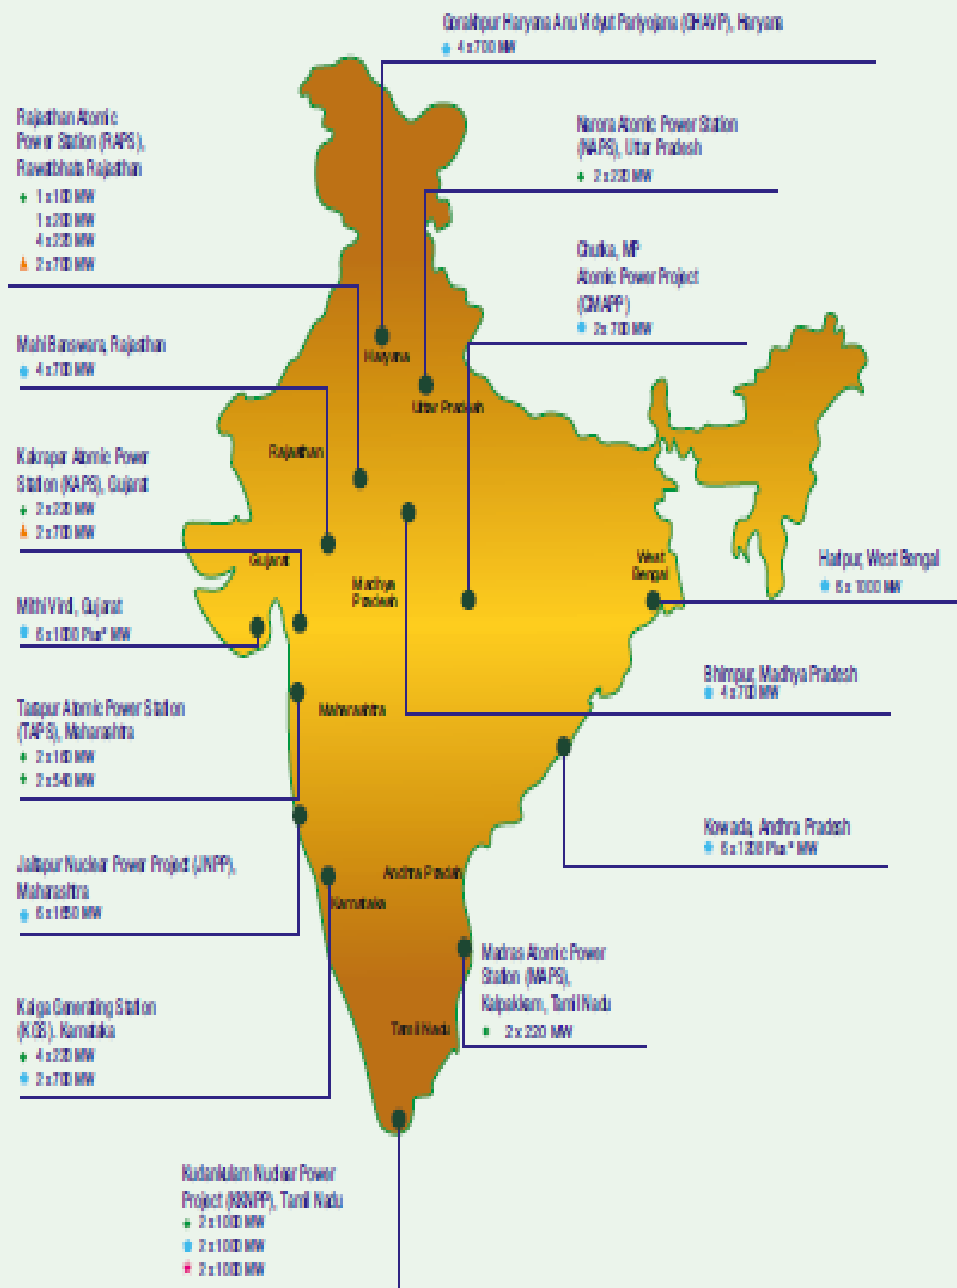 Gorakhpur Haryana Anu Vidyut Pariyojana (GHAVP), Haryana
4 x 700 MW
Rajasthan Atomic
Power Station (RAPS),
Rawatbhata Rajasthan
1 x 100 MW
1 x 200 MW
4 x 220 MW
2 x 700 MW
Narora Atomic Power Station
(NAPS), Uttar Pradesh
2 x 220 MW
Chutka, MP
Atomic Power Project
(CMAPP)
2 x 700 MW
Mahi Banswara, Rajasthan
4 x 700 MW
Haryana
Uttar Pradesh
Rajasthan
Kakrapar Atomic Power
Station (KAPS), Gujarat
2 x 220 MW
2 x 700 MW
Gujarat
Madhya
Pradesh
West
Bengal
Haripur, West Bengal
6 x 1000 MW
Mithi Virdi, Gujarat
6 x 1000 Plus* MW
Bhimpur, Madhya Pradesh
4 x 700 MW
Tarapur Atomic Power Station
(TAPS), Maharashtra
2 x 160 MW
2 x 540 MW
Maharashtra
Kowada, Andhra Pradesh
6 x Plus* MW
Jaitapur Nuclear Power Project (JNPP),
Maharashtra
6 x 1650 MW
Andhra Pradesh
Karnataka
Madras Atomic Power
Station (MAPS),
Kalpakkam, Tamil Nadu
2 x 220 MW
Kaiga Generating Station
(KGS), Karnataka
4 x 220 MW
2 x 700 MW
Tamil Nadu
Kudankulam Nuclear Power
Project (KKNPP), Tamil Nadu
2 x 1000 MW
2 x 1000 MW
2 x 1000 MW